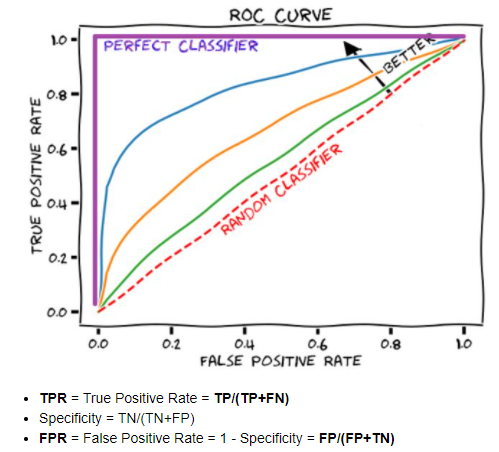 ROC CURVE
PERFECT CLASSIFIER
BETTER
RANDOM CLASSIFIER
TRUE POSITIVE RATE
1.0
0.8
0.6
0.4
0.2
0.0
0.0 0.2 0.4 0.6 0.8 1.0
FALSE POSITIVE RATE
• TPR = True Positive Rate = TP/(TP+FN)
• Specificity = TN/(TN+FP)
• FPR = False Positive Rate = 1 - Specificity = FP/(FP+TN)